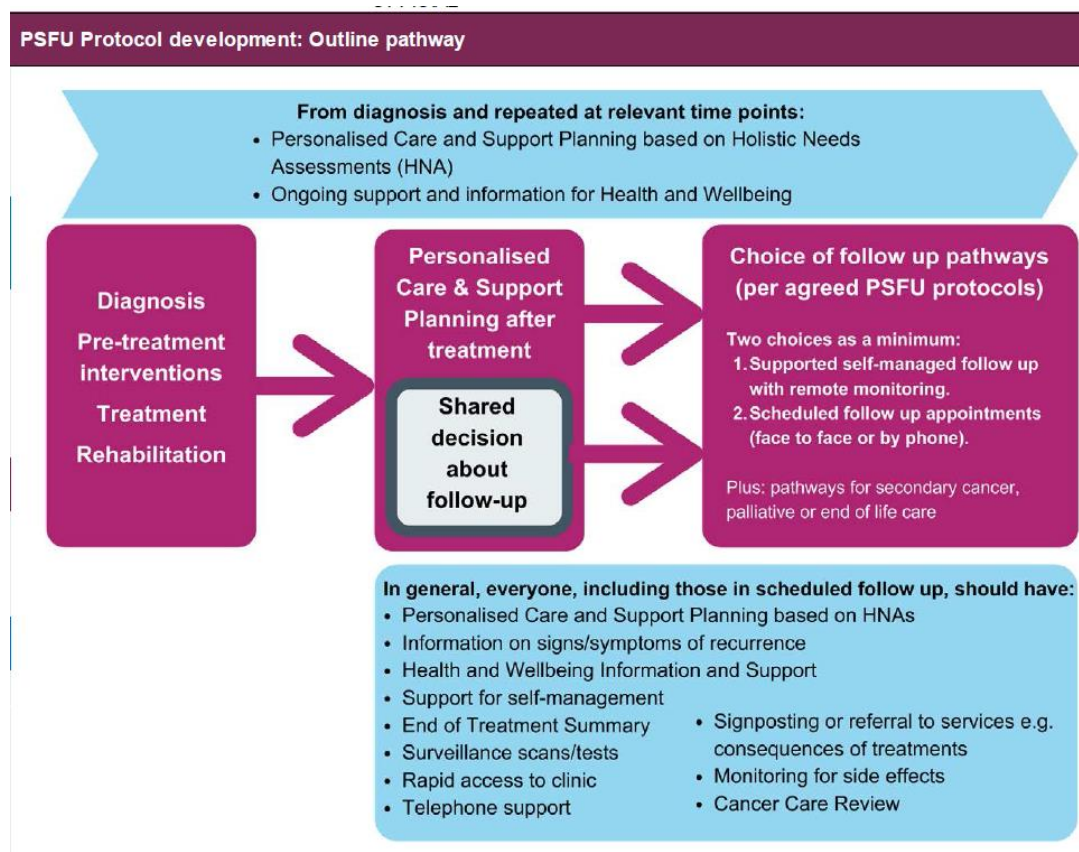 PSFU Protocol development: Outline pathway
From diagnosis and repeated at relevant time points:
• Personalised Care and Support Planning based on Holistic Needs
Assessments (HNA)
• Ongoing support and information for Health and Wellbeing
Diagnosis
Pre-treatment
interventions
Treatment
Rehabilitation
Personalised
Care & Support
Planning after
treatment
Shared
decision
about
follow-up
Choice of follow up pathways
(per agreed PSFU protocols)
Two choices as a minimum:
1. Supported self-managed follow up
with remote monitoring.
2. Scheduled follow up appointments
(face to face or by phone).
Plus: pathways for secondary cancer,
palliative or end of life care
In general, everyone, including those in scheduled follow up, should have:
• Personalised Care and Support Planning based on HNAs
• Information on signs/symptoms of recurrence
• Health and Wellbeing Information and Support
• Support for self-management
• End of Treatment Summary
• Surveillance scans/tests
• Rapid access to clinic
• Telephone support
• Signposting or referral to services e.g.
consequences of treatments
• Monitoring for side effects
• Cancer Care Review